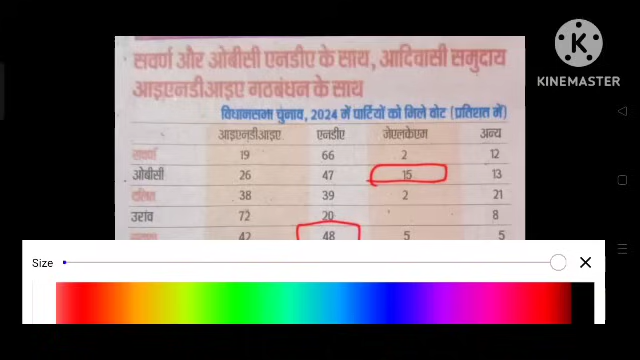 KINEMASTER
सवर्ण और ओबीसी एनडीए के साथ, आदिवासी समुदाय
आइएनडीआइए गठबंधन के साथ
विधानसभा चुनाव, 2024 में पार्टियों को मिले वोट (प्रतिशत में)
आइएनडीआइए एनडीए जेएलकेएम अन्य
सवर्ण 19 66 2 12
ओबीसी 26 47 15 13
दलित 38 39 2 21
उरांव 72 20 . 8
42 48 5 5
Size